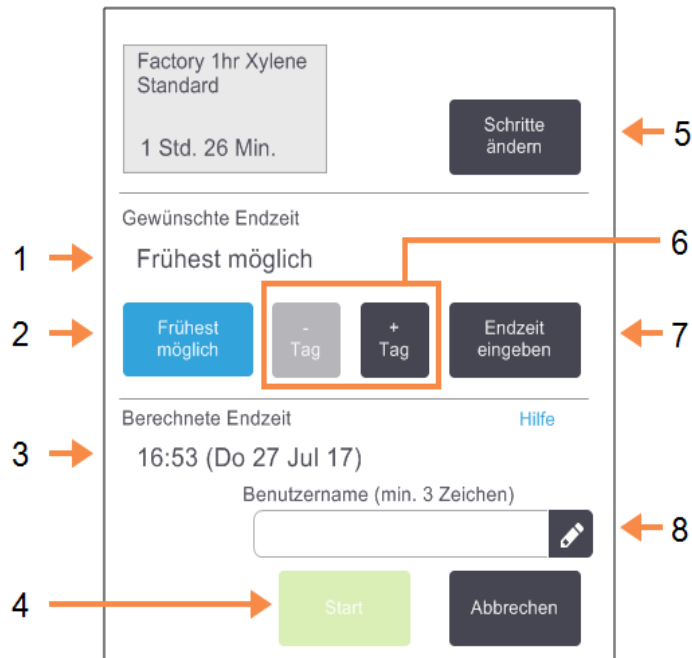 Factory 1hr Xylene
Standard
1 Std. 26 Min.
Schritte
ändern
5
Gewünschte Endzeit
6
1
Frühest möglich
2
Frühest
möglich
-
Tag
+
Tag
Endzeit
eingeben
7
Berechnete Endzeit
Hilfe
3
16:53 (Do 27 Jul 17)
Benutzername (min. 3 Zeichen)
8
4
Start
Abbrechen